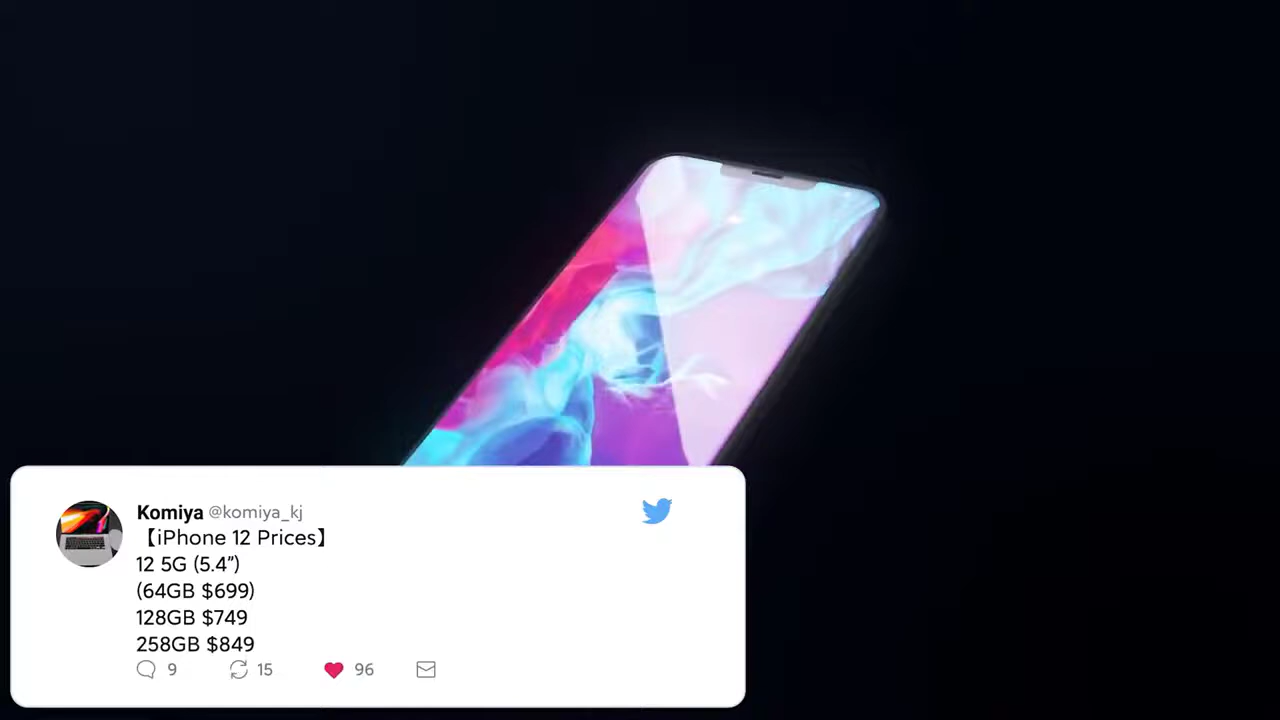 Komiya @komiya_kj
【iPhone 12 Prices】
12 5G (5.4”)
(64GB $699)
128GB $749
258GB $849
9 15 96